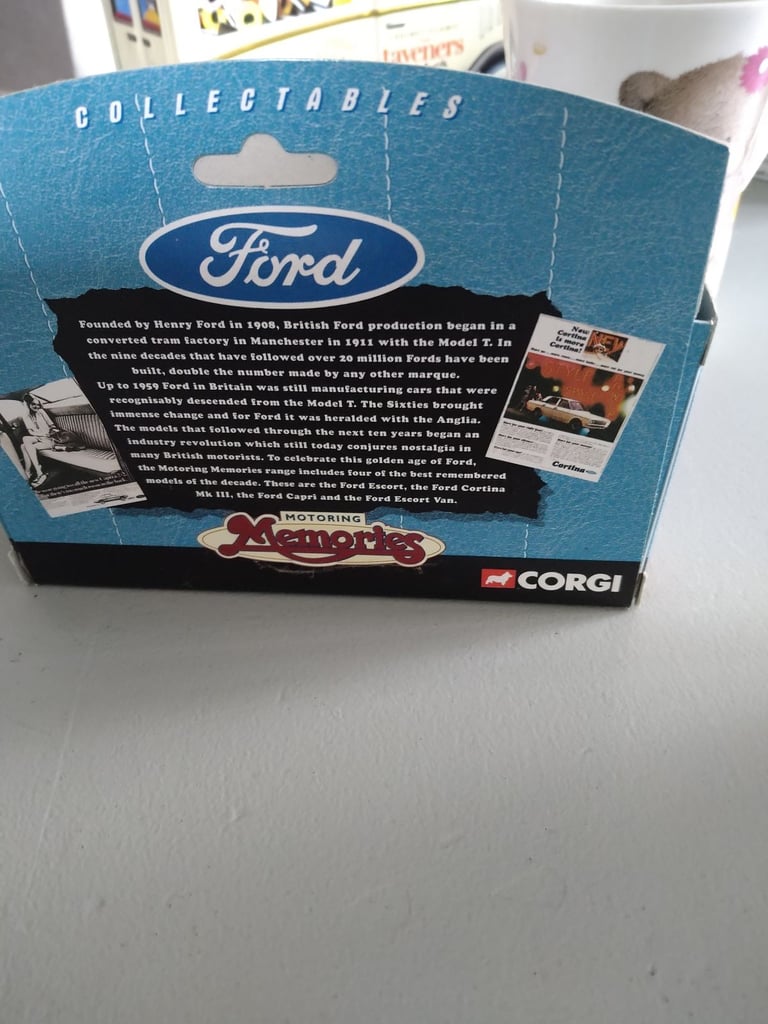 taveners
COLLECTABLES
Ford
Founded by Henry Ford in 1908, British Ford production began in a
converted tram factory in Manchester in 1911 with the Model T. In
the nine decades that have followed over 20 million Fords have been
built, double the number made by any other marque.
Up to 1959 Ford in Britain was still manufacturing cars that were
recognisably descended from the Model T. The Sixties brought
immense change and for Ford it was heralded with the Anglia.
The models that followed through the next ten years began an
industry revolution which still today conjures nostalgia in
many British motorists. To celebrate this golden age of Ford,
the Motoring Memories range includes four of the best remembered
models of the decade. These are the Ford Escort, the Ford Cortina
Mk III, the Ford Capri and the Ford Escort Van.
New
Cortina
is more
Cortina!
NEW
Cortina
MOTORING
Memories
CORGI